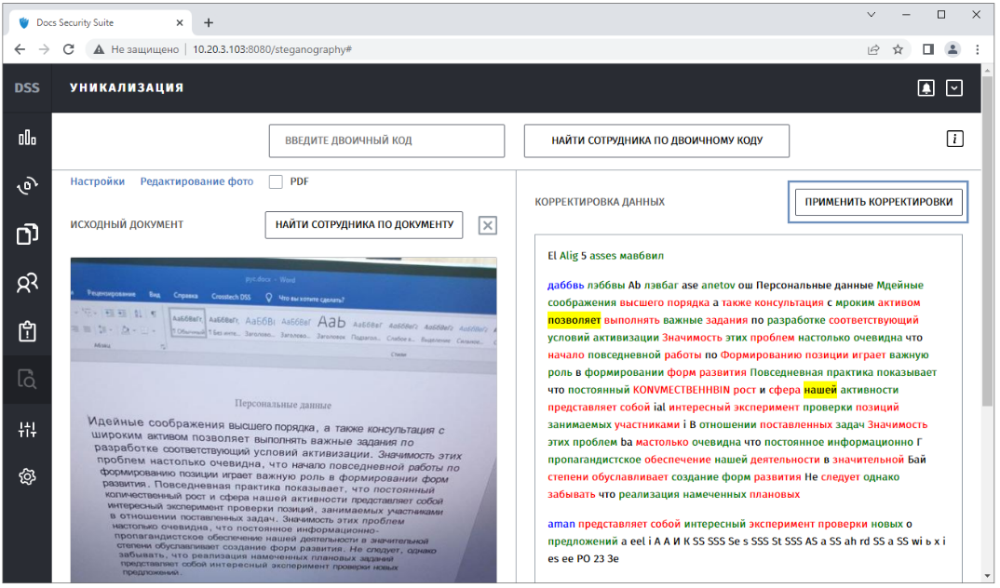 Docs Security Suite
Не защищено 10.20.3.103:8080/steganography#
DSS УНИКАЛИЗАЦИЯ
ВВЕДИТЕ ДВОИЧНЫЙ КОД
НАЙТИ СОТРУДНИКА ПО ДВОИЧНОМУ КОДУ
Настройки Редактирование фото PDF
ИСХОДНЫЙ ДОКУМЕНТ
НАЙТИ СОТРУДНИКА ПО ДОКУМЕНТУ
рус.docx - Word
Рецензирование Вид Справка Crosstech DSS Что вы хотите сделать?
АаБбВвГг, АаБбВвГг, АаБбВв АаБбВвГ АаЬ АаБбВвГ АаБбВвГг АаБбВвГг АаБбВвГг
¶ Обычный ¶ Без инте... Заголово... Заголово... Заголовок Подзагол... Слабое в... Выделение Сильное...
Абзац
Стили
Персональные данные
Идейные соображения высшего порядка, а также консультация с
широким активом позволяет выполнять важные задания по
разработке соответствующий условий активизации. Значимость этих
проблем настолько очевидна, что начало повседневной работы по
формированию позиции играет важную роль в формировании форм
развития. Повседневная практика показывает, что постоянный
количественный рост и сфера нашей активности представляет собой
интересный эксперимент проверки позиций, занимаемых участниками
в отношении поставленных задач. Значимость этих проблем
настолько очевидна, что постоянное информационно-
пропагандистское обеспечение нашей деятельности в значительной
степени обуславливает создание форм развития. Не следует, однако
забывать, что реализация намеченных плановых заданий
представляет собой интересный эксперимент проверки новых
предложений.
КОРРЕКТИРОВКА ДАННЫХ
ПРИМЕНИТЬ КОРРЕКТИРОВКИ
El Alig 5 asses мавбвил
даббвь лэббвы Ab лэвбаг ase anetov ош Персональные данные Мдейные
соображения высшего порядка а также консультация с мроким активом
позволяет выполнять важные задания по разработке соответствующий
условий активизации Значимость этих проблем настолько очевидна что
начало повседневной работы по Формированию позиции играет важную
роль в формировании форм развития Повседневная практика показывает
что постоянный KONVMECTBEHHBIN рост и сфера нашей активности
представляет собой ial интересный эксперимент проверки позиций
занимаемых участниками i В отношении поставленных задач Значимость
этих проблем ba мастолько очевидна что постоянное информационно Г
пропагандистское обеспечение нашей деятельности в значительной Бай
степени обуславливает создание форм развития Не следует однако
забывать что реализация намеченных плановых
aman представляет собой интересный эксперимент проверки новых о
предложений a eel i А А И К SS SSS Se s SSS St SSS AS a SS ah rd SS a SS wi ь x i
es ee PO 23 3e